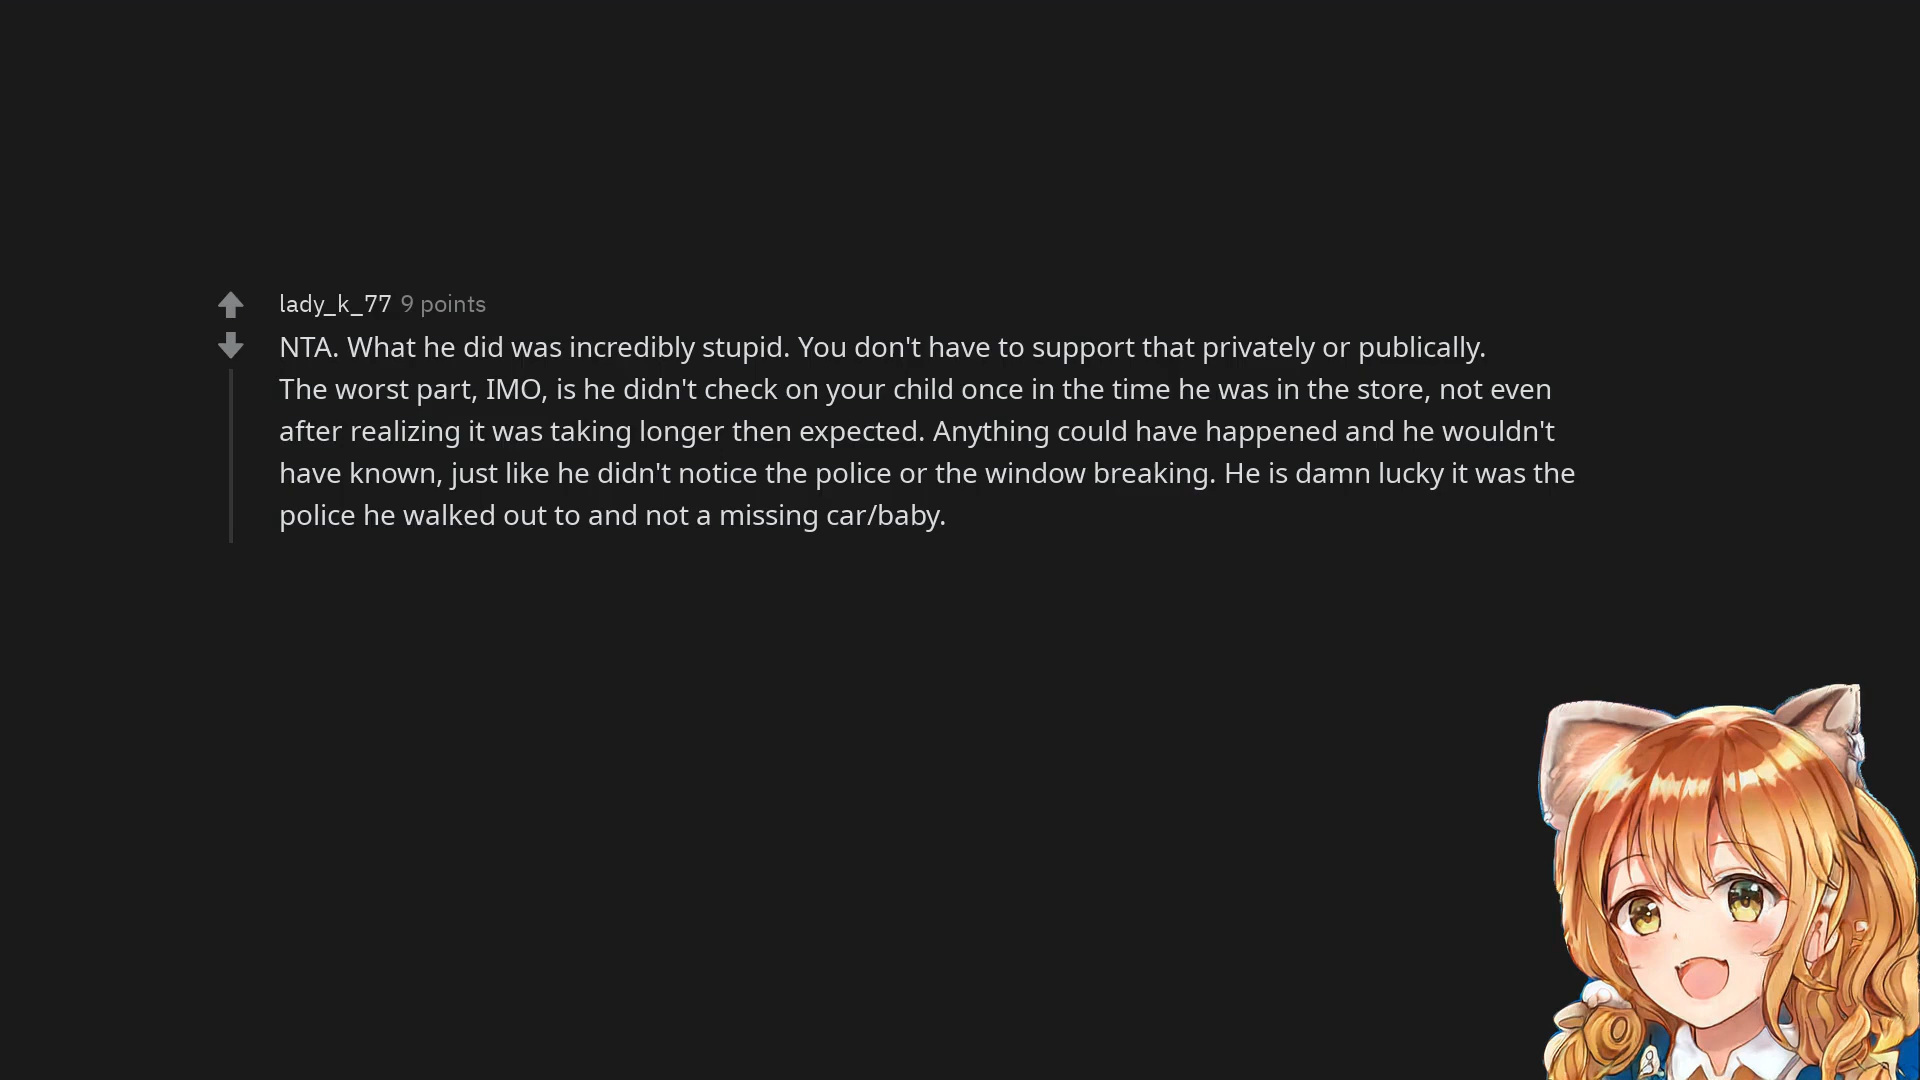 lady_k_77 9 points
NTA. What he did was incredibly stupid. You don't have to support that privately or publically.
The worst part, IMO, is he didn't check on your child once in the time he was in the store, not even
after realizing it was taking longer then expected. Anything could have happened and he wouldn't
have known, just like he didn't notice the police or the window breaking. He is damn lucky it was the
police he walked out to and not a missing car/baby.